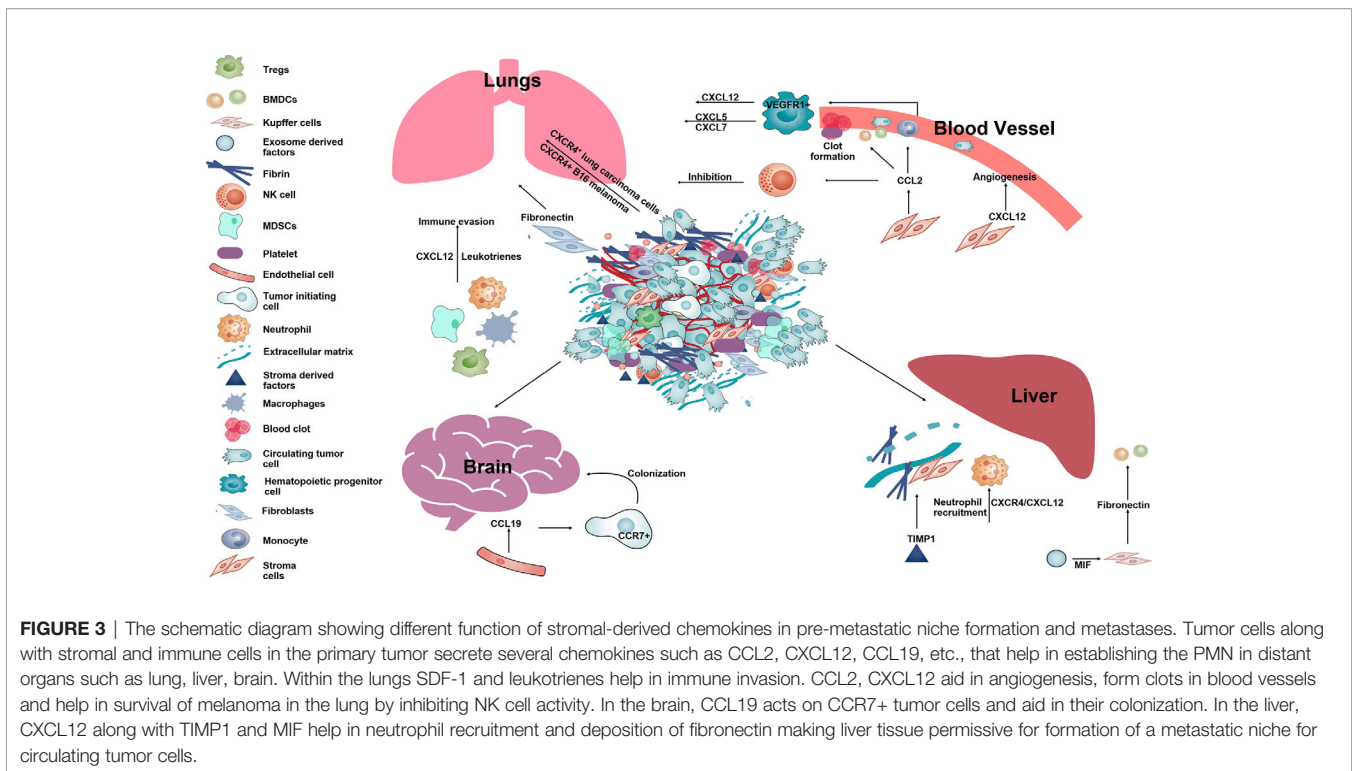 Tregs
BMDCs
Kupffer cells
Exosome derived
factors
Fibrin
NK cell
MDSCs
Platelet
Endothelial cell
Tumor initiating
cell
Neutrophil
Extracellular matrix
Stroma derived
factors
Macrophages
Blood clot
Circulating tumor
cell
Hematopoietic progenitor
cell
Fibroblasts
Monocyte
Stroma
cells
Lungs
CXCR4⁺ lung carcinoma cells
CXCR4+ B16 melanoma
Fibronectin
Immune evasion
CXCL12
Leukotrienes
CXCL12
CXCL5
CXCL7
VEGFR1+
Clot
formation
Blood Vessel
Inhibition
CCL2
Angiogenesis
CXCL12
Brain
Colonization
CCL19
CCR7+
Liver
Neutrophil
recruitment
CXCR4/CXCL12
TIMP1
Fibronectin
MIF
FIGURE 3 | The schematic diagram showing different function of stromal-derived chemokines in pre-metastatic niche formation and metastases. Tumor cells along
with stromal and immune cells in the primary tumor secrete several chemokines such as CCL2, CXCL12, CCL19, etc., that help in establishing the PMN in distant
organs such as lung, liver, brain. Within the lungs SDF-1 and leukotrienes help in immune invasion. CCL2, CXCL12 aid in angiogenesis, form clots in blood vessels
and help in survival of melanoma in the lung by inhibiting NK cell activity. In the brain, CCL19 acts on CCR7+ tumor cells and aid in their colonization. In the liver,
CXCL12 along with TIMP1 and MIF help in neutrophil recruitment and deposition of fibronectin making liver tissue permissive for formation of a metastatic niche for
circulating tumor cells.